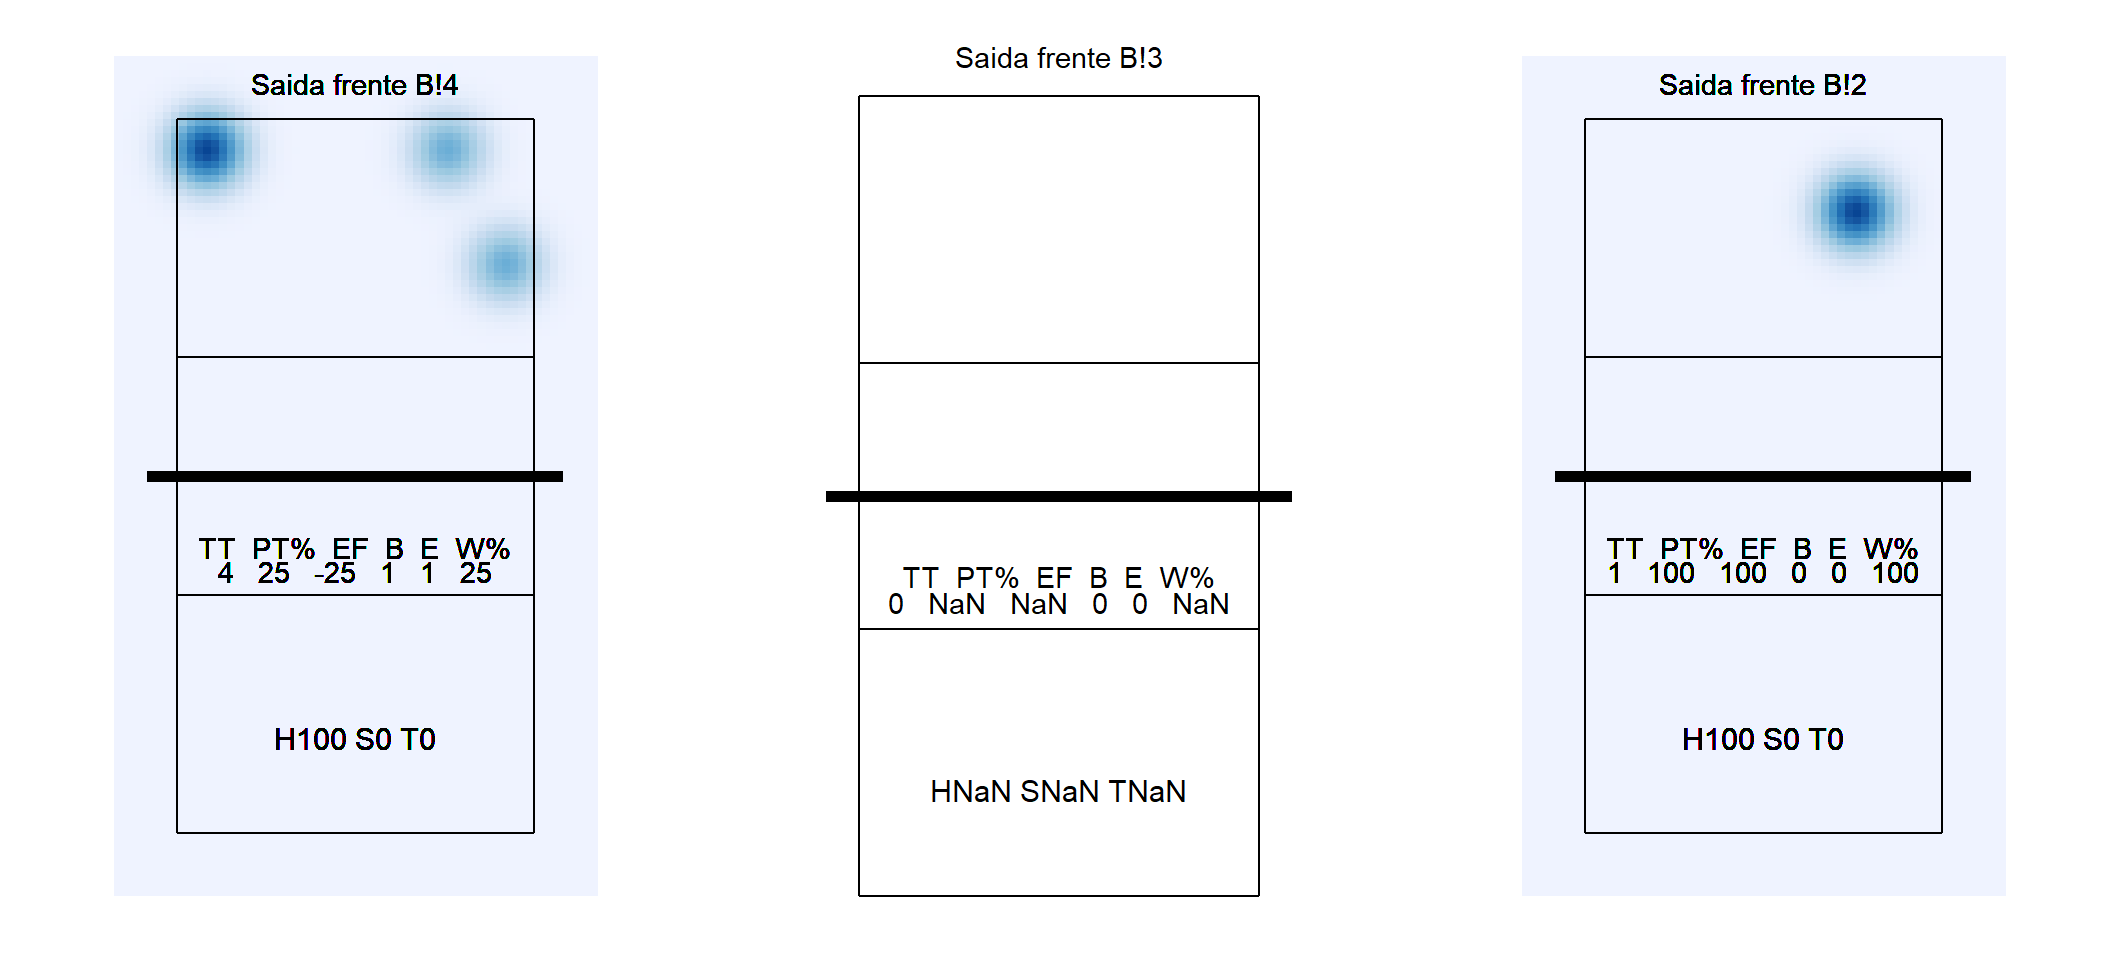 Saida frente B!4
TT PT% EF B E W%
4 25 -25 1 1 25
H100 S0 T0
Saida frente B!3
TT PT% EF B E W%
0 NaN NaN 0 0 NaN
HNaN SNaN TNaN
Saida frente B!2
TT PT% EF B E W%
1 100 100 0 0 100
H100 S0 T0